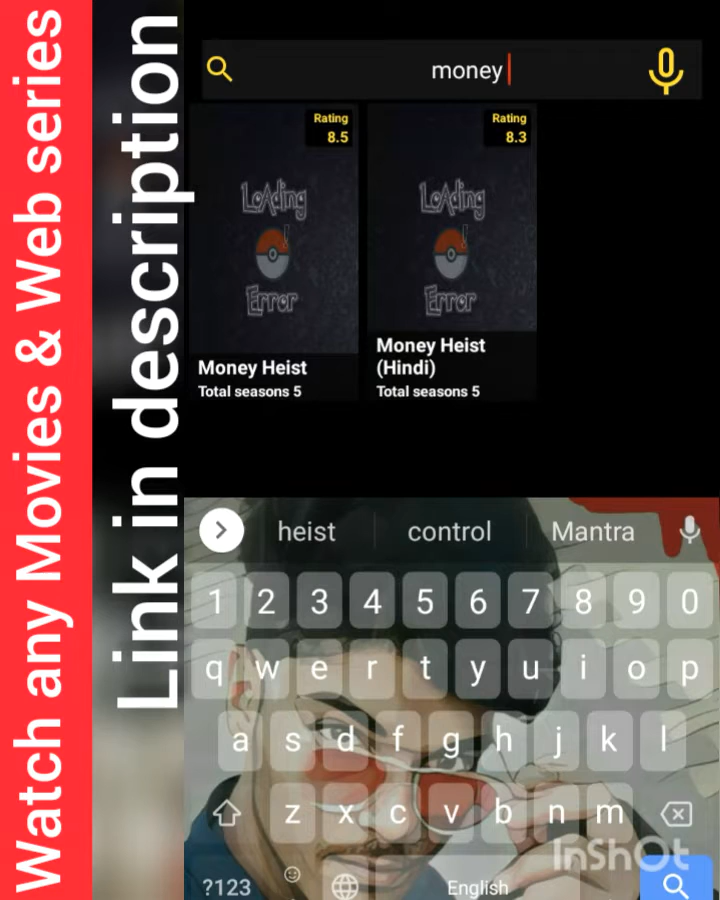 Watch any Movies & Web series
Link in description
money
Rating
8.5
Rating
8.3
LoAding
Error
LoAding
Error
Money Heist
Total seasons 5
Money Heist
(Hindi)
Total seasons 5
heist control Mantra
1 2 3 4 5 6 7 8 9 0
q w e r t y u i o p
a s d f g h j k l
z x c v b n m
InShOt
?123 English